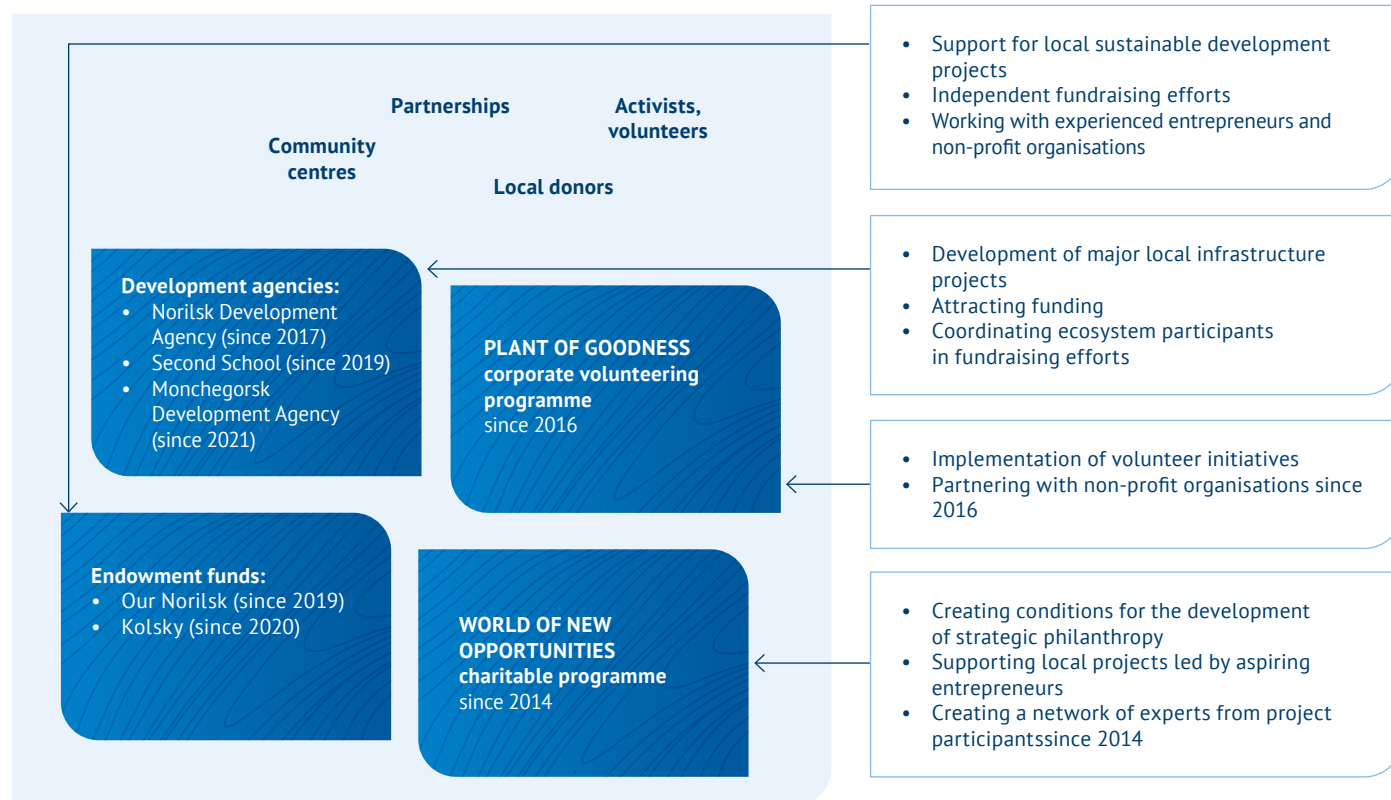 Partnerships
Activists,
volunteers
Community
centres
Local donors
Development agencies:
• Norilsk Development
Agency (since 2017)
• Second School (since 2019)
• Monchegorsk
Development Agency
(since 2021)
PLANT OF GOODNESS
corporate volunteering
programme
since 2016
Endowment funds:
• Our Norilsk (since 2019)
• Kolsky (since 2020)
WORLD OF NEW
OPPORTUNITIES
charitable programme
since 2014
• Support for local sustainable development
projects
• Independent fundraising efforts
• Working with experienced entrepreneurs and
non-profit organisations
• Development of major local infrastructure
projects
• Attracting funding
• Coordinating ecosystem participants
in fundraising efforts
• Implementation of volunteer initiatives
• Partnering with non-profit organisations since
2016
• Creating conditions for the development
of strategic philanthropy
• Supporting local projects led by aspiring
entrepreneurs
• Creating a network of experts from project
participantssince 2014